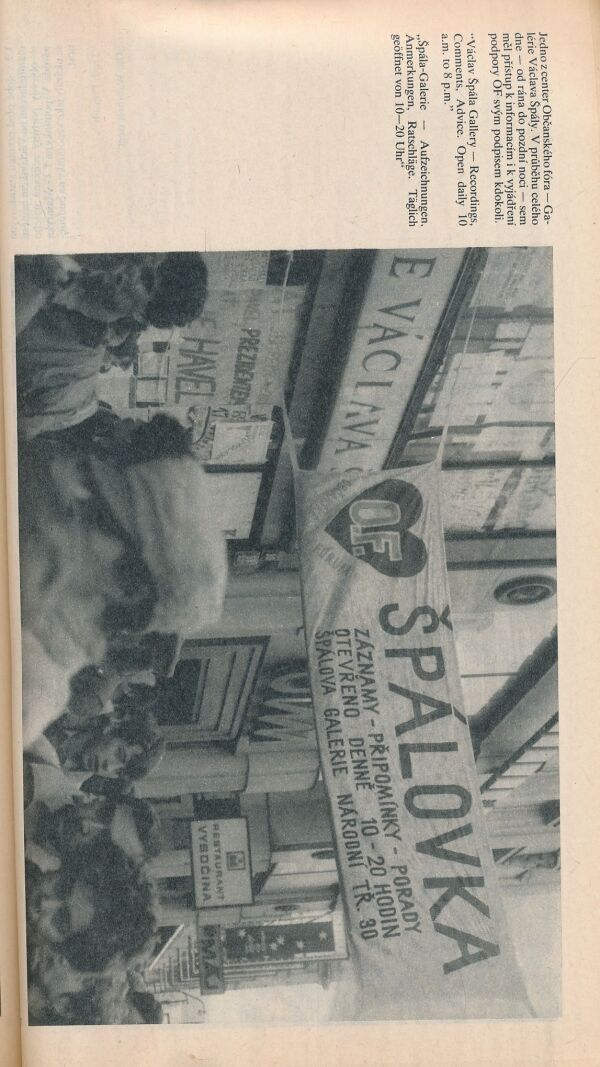 Jedno z center Občanského fóra — Ga-
lérie Václava Špály. V průběhu celého
dne — od rána do pozdní noci — sem
měl přístup k informacím i k vyjádření
podpory OF svým podpisem kdokoli.
"Václav Špála Gallery — Recordings,
Comments, Advice. Open daily 10
a.m. to 8 p.m."
„Špála-Galerie — Aufzeichnungen,
Anmerkungen, Ratschläge. Täglich
geöffnet von 10—20 Uhr“
E VÁCLAVA
PREZIDENTEM
HAVEL
O.F.
FÓRUM
ŠPÁLOVKA
ZÁZNAMY - PŘIPOMÍNKY - PORADY
OTEVŘENO DENNĚ 10 - 20 HODIN
ŠPÁLOVA GALERIE NÁRODNÍ TŘ. 30
RESTAURANT
VYSOČINA
MÁJ